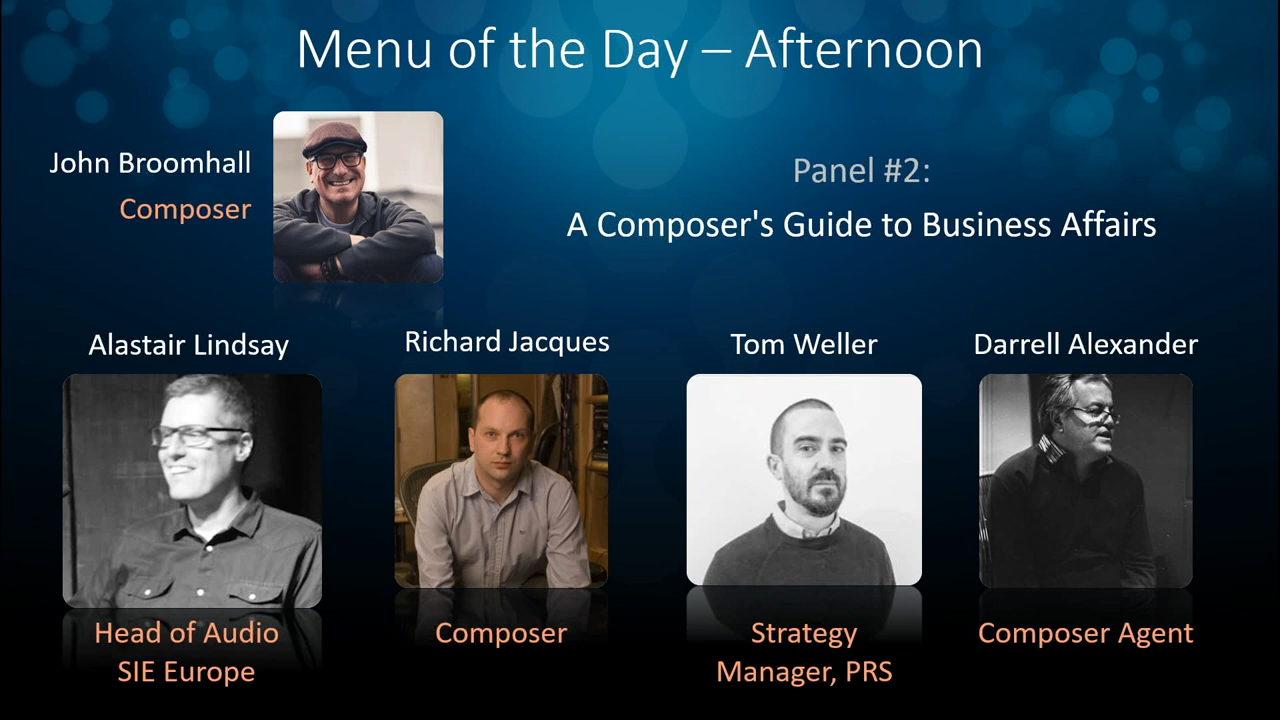 Menu of the Day – Afternoon
John Broomhall
Composer
Panel #2:
A Composer's Guide to Business Affairs
Alastair Lindsay
Richard Jacques
Tom Weller
Darrell Alexander
Head of Audio
SIE Europe
Composer
Strategy
Manager, PRS
Composer Agent